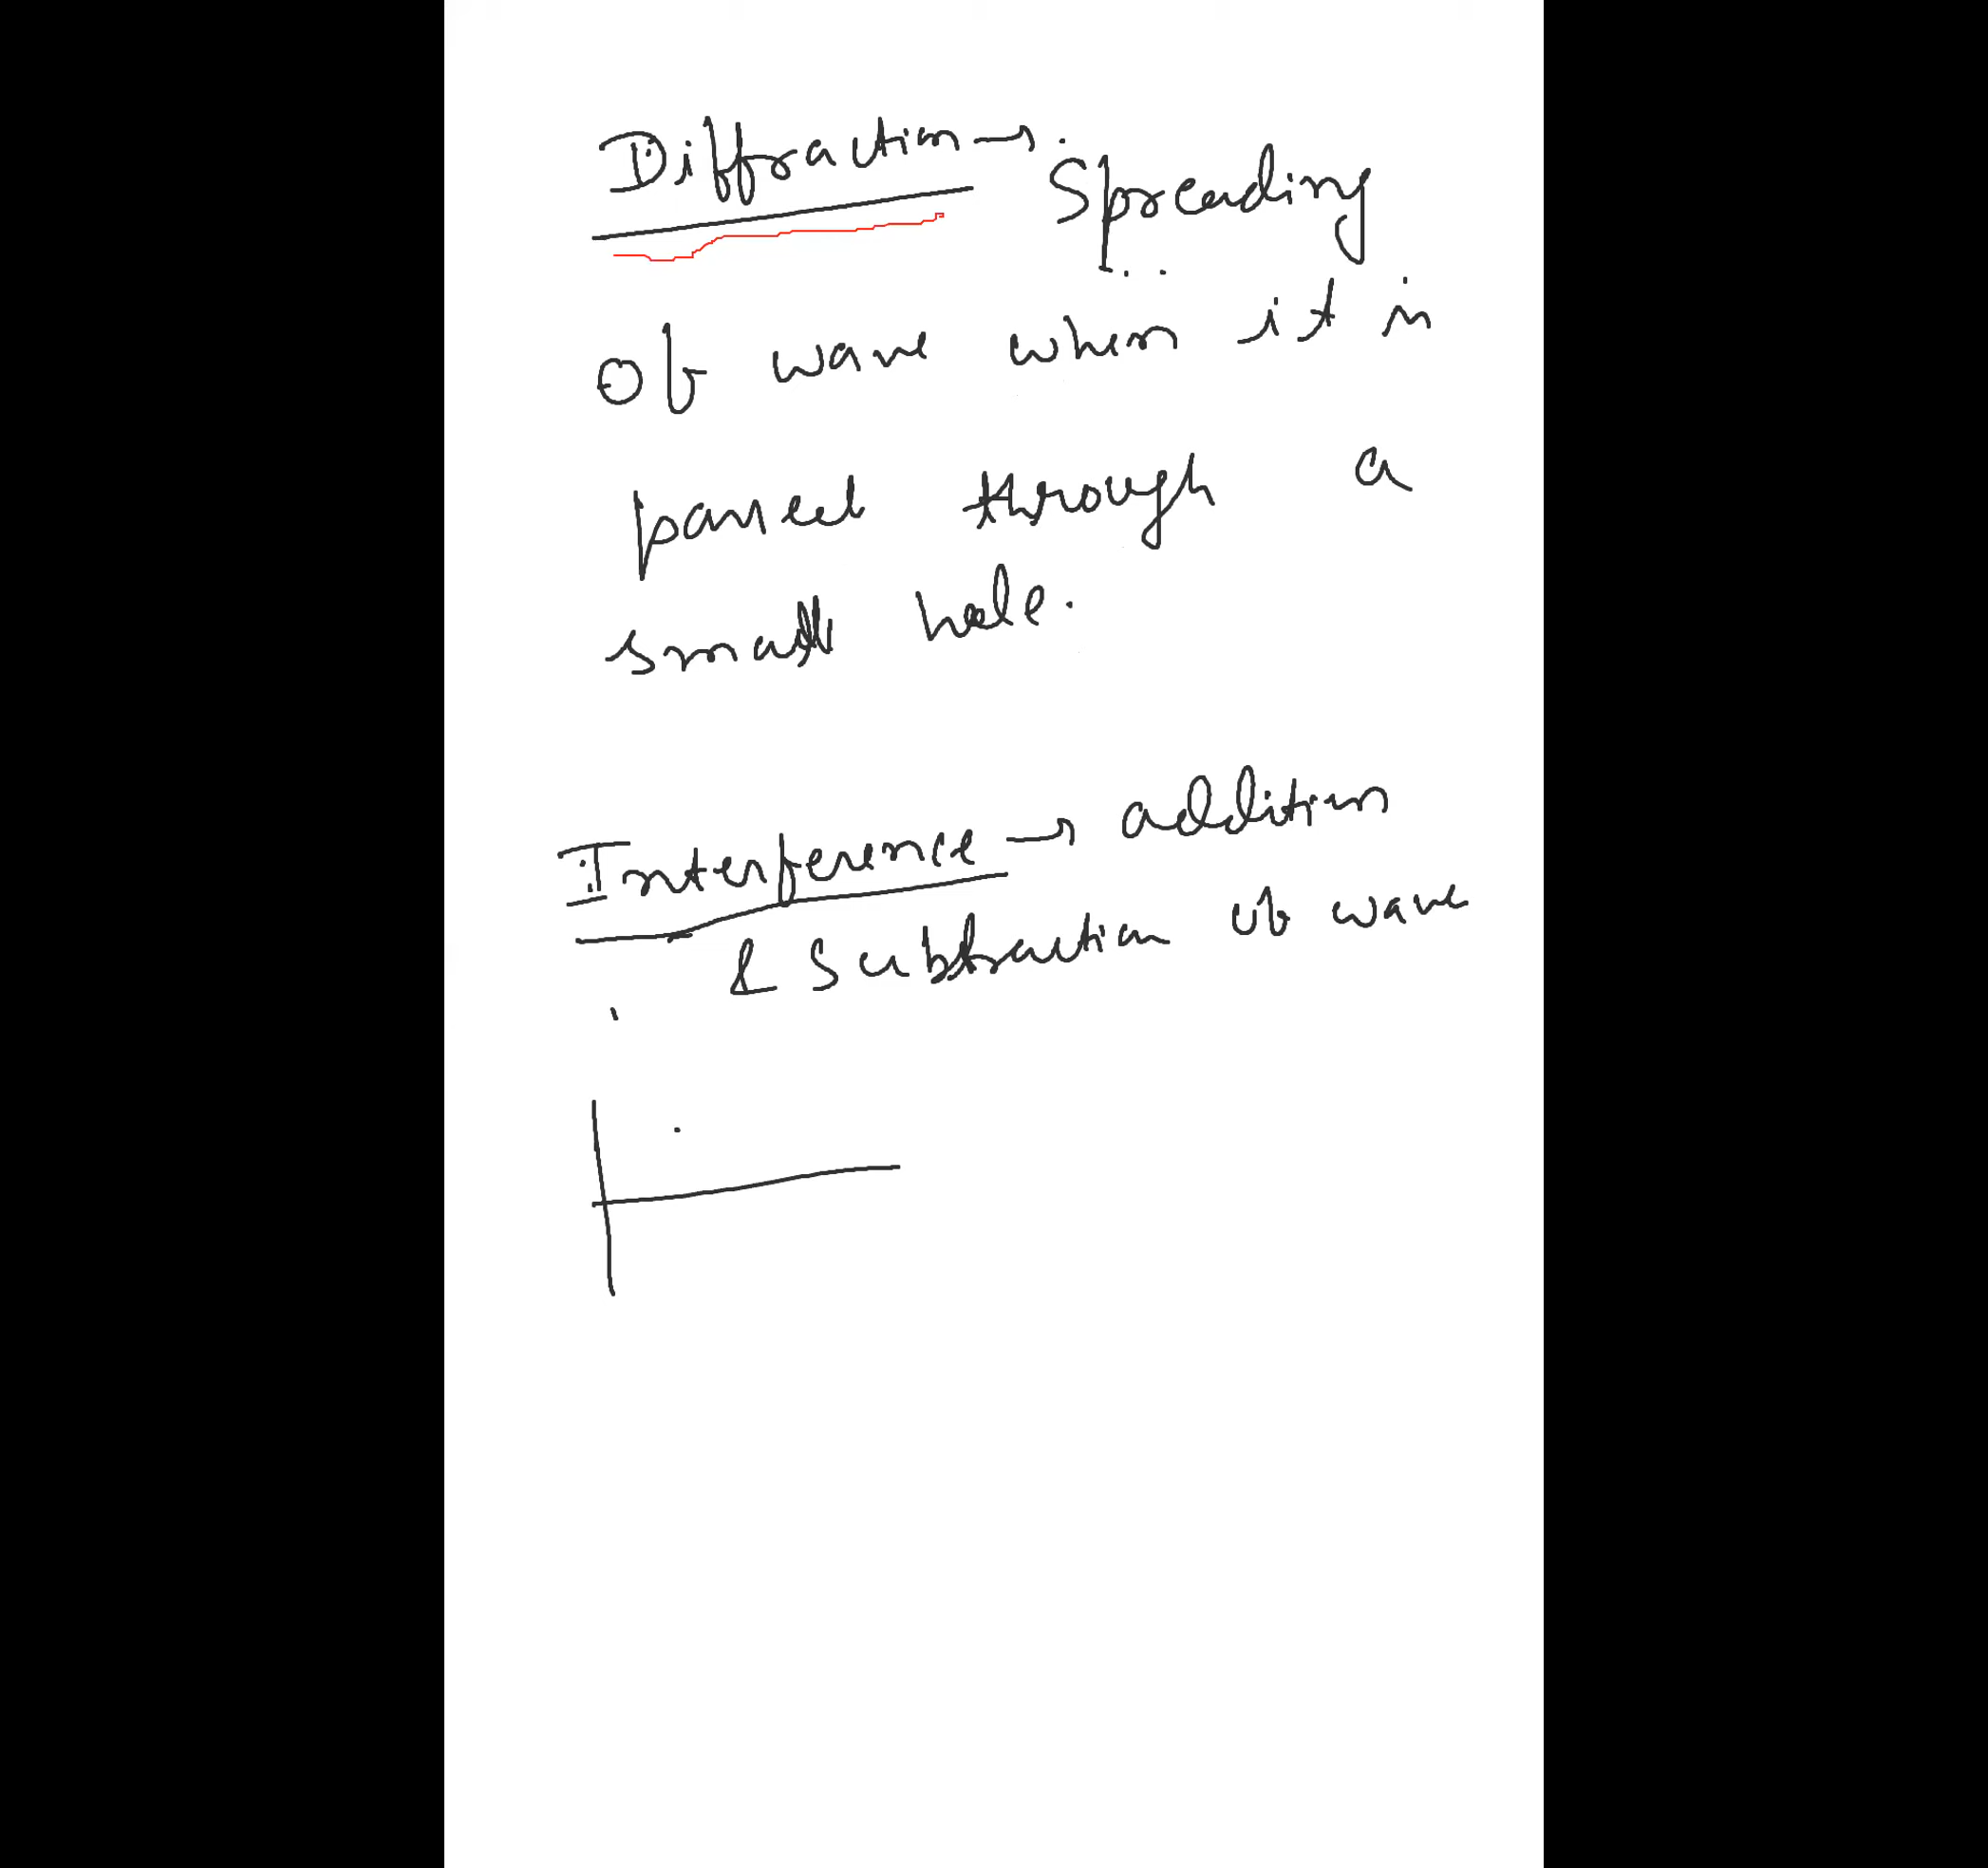 Diffraction → Spreading
of wave when it is
passed through a
small hole.
Interference → addition
& Subtraction of wave